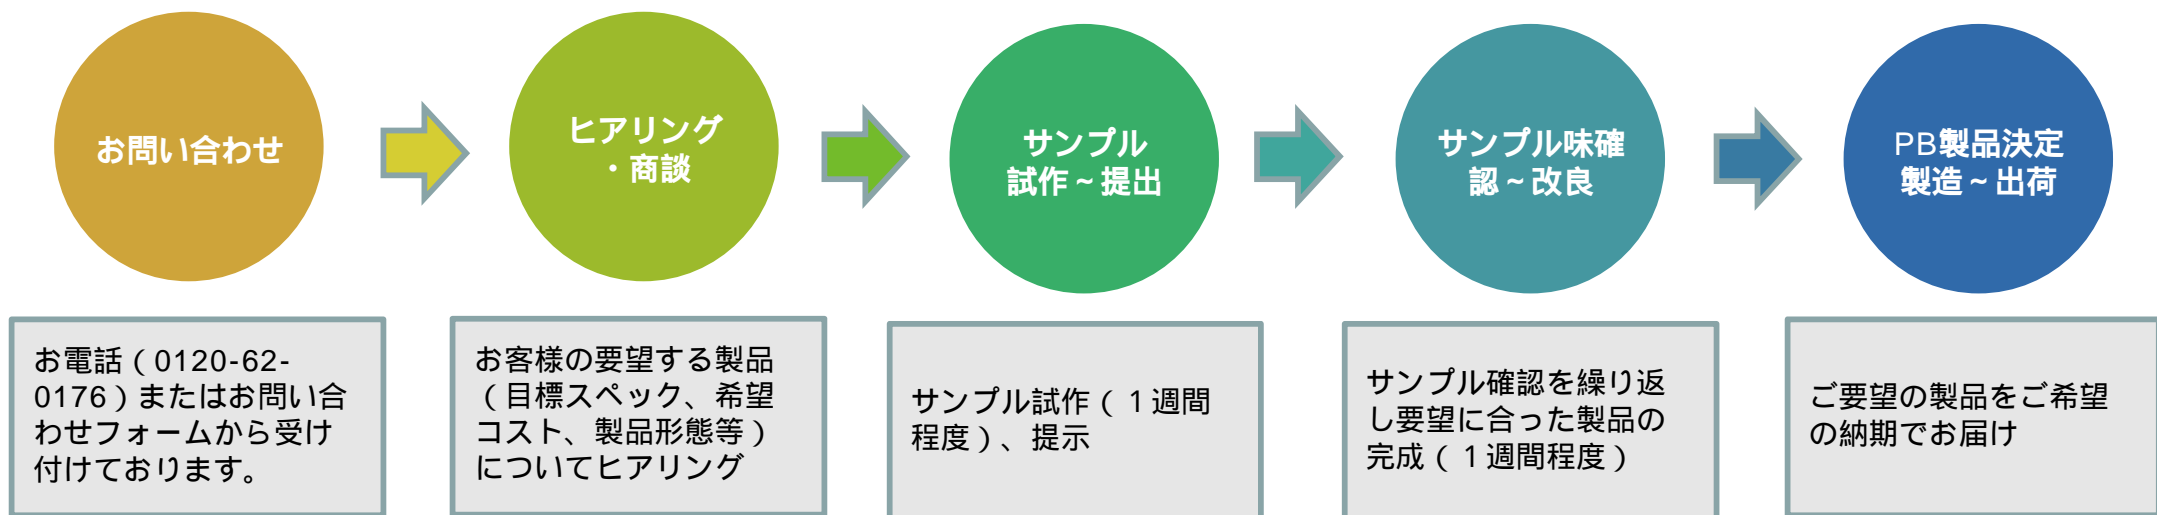 お問い合わせ
ヒアリング
・商談
サンプル
試作～提出
サンプル味確
認～改良
PB製品決定
製造～出荷
お電話（0120-62-
0176）またはお問い合
わせフォームから受け
付けております。
お客様の要望する製品
（目標スペック、希望
コスト、製品形態等）
についてヒアリング
サンプル試作（１週間
程度）、提示
サンプル確認を繰り返
し要望に合った製品の
完成（１週間程度）
ご要望の製品をご希望
の納期でお届け